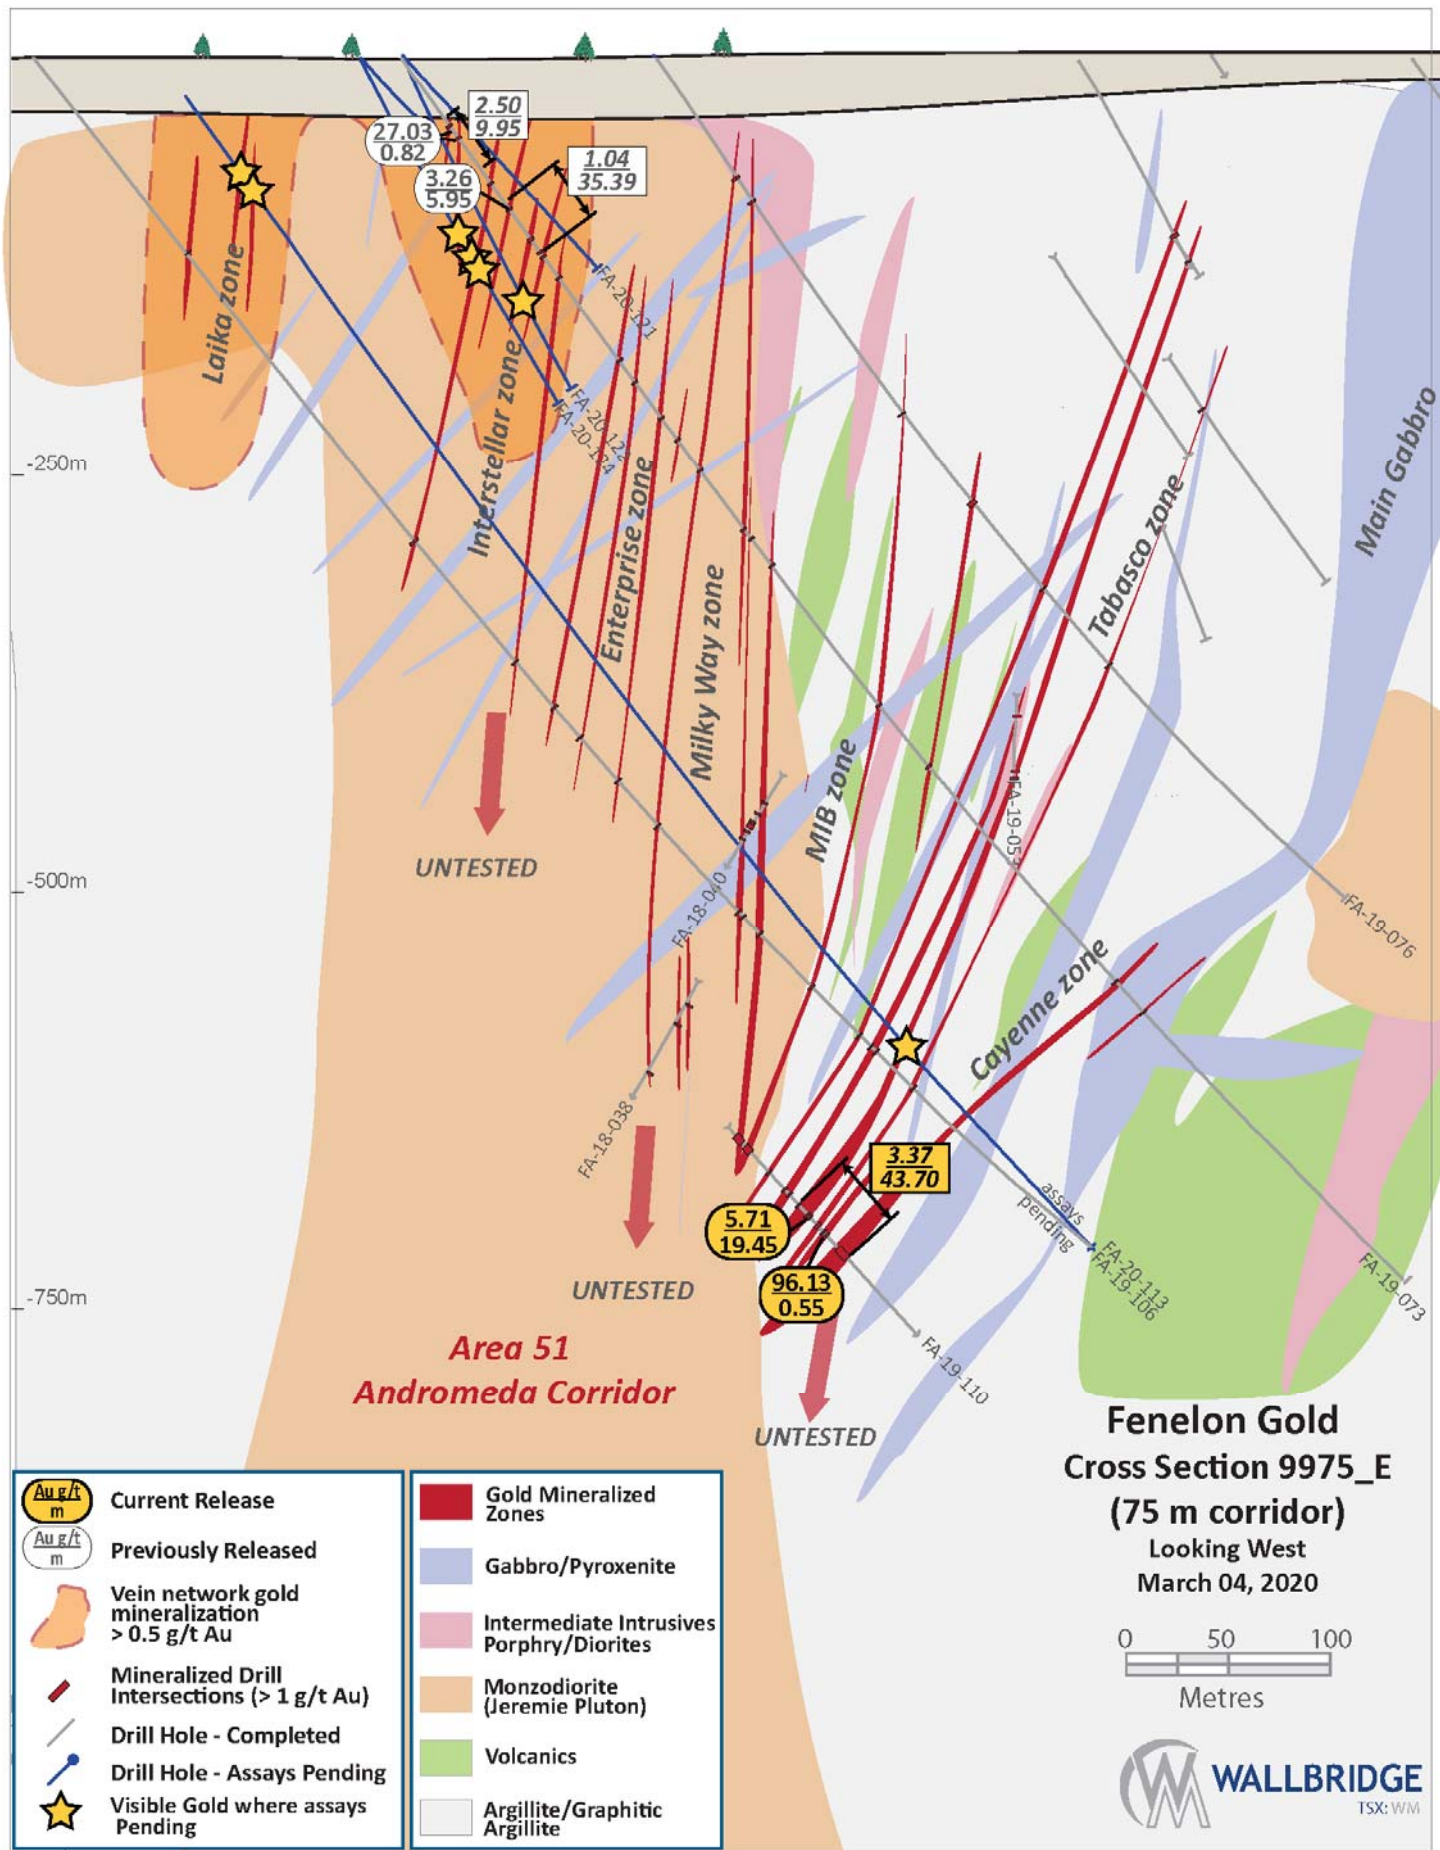 2.50
9.95
27.03
0.82
3.26
5.95
1.04
35.39
FA-20-121
Laika zone
Interstellar zone
FA-20-122
FA-20-124
-250m
Enterprise zone
Milky Way zone
Tabasco zone
Main Gabbro
MIB zone
FA-19-053
UNTESTED
-500m
FA-18-040
FA-19-076
Cayenne zone
FA-18-038
3.37
43.70
5.71
19.45
96.13
0.55
assays
pending
FA-20-113
FA-19-106
FA-19-073
UNTESTED
-750m
FA-19-110
Area 51
Andromeda Corridor
UNTESTED
Fenelon Gold
Cross Section 9975_E
(75 m corridor)
Looking West
March 04, 2020
0 50 100
Metres
WALLBRIDGE
TSX: WM
Au g/t
m
Current Release
Au g/t
m
Previously Released
Vein network gold
mineralization
> 0.5 g/t Au
Mineralized Drill
Intersections (> 1 g/t Au)
Drill Hole - Completed
Drill Hole - Assays Pending
Visible Gold where assays
Pending
Gold Mineralized
Zones
Gabbro/Pyroxenite
Intermediate Intrusives
Porphry/Diorites
Monzodiorite
(Jeremie Pluton)
Volcanics
Argillite/Graphitic
Argillite